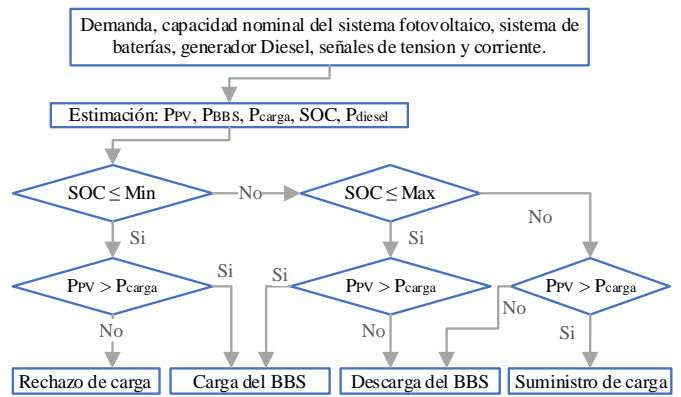 Demanda, capacidad nominal del sistema fotovoltaico, sistema de
baterías, generador Diesel, señales de tension y corriente.
Estimación: PPV, PBBS, Pcarga, SOC, Pdiesel
SOC ≤ Min
No
SOC ≤ Max
No
Si
Si
PPV > Pcarga
Si
Si
PPV > Pcarga
No
PPV > Pcarga
No
No
Si
Rechazo de carga
Carga del BBS
Descarga del BBS
Suministro de carga